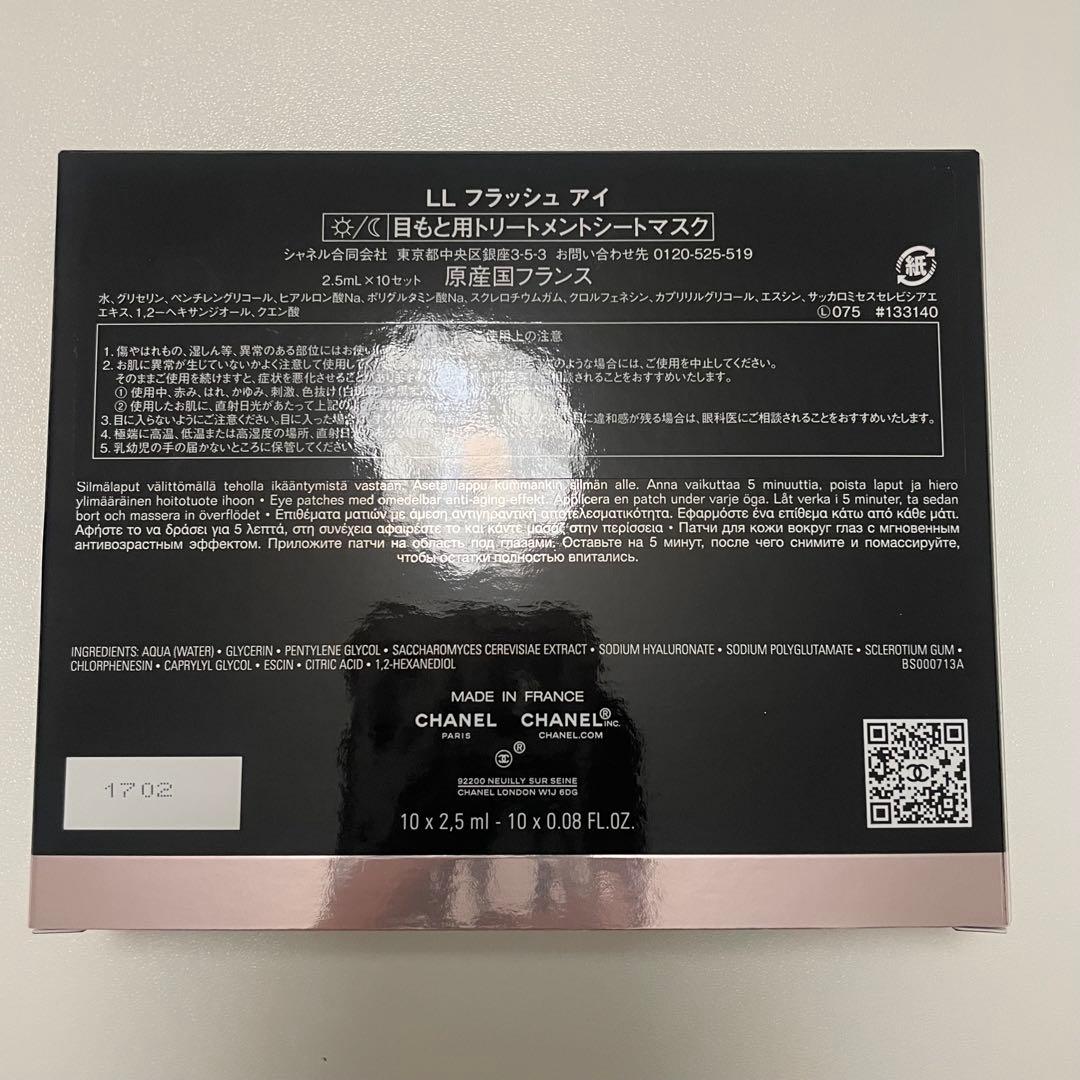 LL フラッシュ アイ
目もと用トリートメントシートマスク
シャネル合同会社 東京都中央区銀座3-5-3 お問い合わせ先 0120-525-519
2.5mL×10セット 原産国フランス
紙
水、グリセリン、ペンチレングリコール、ヒアルロン酸Na、ポリグルタミン酸Na、スクレロチウムガム、クロルフェネシン、カプリリルグリコール、エスシン、サッカロミセスセレビシアエ
エキス、1,2-ヘキサンジオール、クエン酸 Ⓛ075 #133140
使用上の注意
1. 傷やはれもの、湿しん等、異常のある部位にはお使い
2. お肌に異常が生じていないかよく注意して使用して のような場合には、ご使用を中止してください。
そのままご使用を続けますと、症状を悪化させること 相談されることをおすすめいたします。
① 使用中、赤み、はれ、かゆみ、刺激、色抜け
② 使用したお肌に、直射日光があたって上記の
3. 目に入らないようにご注意ください。目に入った場合 に違和感が残る場合は、眼科医にご相談されることをおすすめいたします。
4. 極端に高温、低温または高湿度の場所、直射日光
5. 乳幼児の手の届かないところに保管してください
Silmälaput välittömällä teholla ikääntymistä vastaan. Aseta lappu kummankin silmän alle. Anna vaikuttaa 5 minuuttia, poista laput ja hiero
ylimääräinen hoitotuote ihoon • Eye patches med omedelbar anti-aging-effekt. Applicera en patch under varje öga. Låt verka i 5 minuter, ta sedan
bort och massera in överflödet • Επιθέματα ματιών με άμεση αντιγηραντική αποτελεσματικότητα. Εφαρμόστε ένα επίθεμα κάτω από κάθε μάτι.
Αφήστε το να δράσει για 5 λεπτά, στη συνέχεια αφαιρέστε το και κάντε μασάζ στην περίσσεια • Патчи для кожи вокруг глаз с мгновенным
антивозрастным эффектом. Приложите патчи на область под глазами. Оставьте на 5 минут, после чего снимите и помассируйте,
чтобы остатки полностью впитались.
INGREDIENTS: AQUA (WATER) • GLYCERIN • PENTYLENE GLYCOL • SACCHAROMYCES CEREVISIAE EXTRACT • SODIUM HYALURONATE • SODIUM POLYGLUTAMATE • SCLEROTIUM GUM •
CHLORPHENESIN • CAPRYLYL GLYCOL • ESCIN • CITRIC ACID • 1,2-HEXANEDIOL BS000713A
MADE IN FRANCE
CHANEL CHANEL® INC.
PARIS CHANEL.COM
®
92200 NEUILLY SUR SEINE
CHANEL LONDON W1J 6DG
1702
10 x 2,5 ml - 10 x 0.08 FL.OZ.